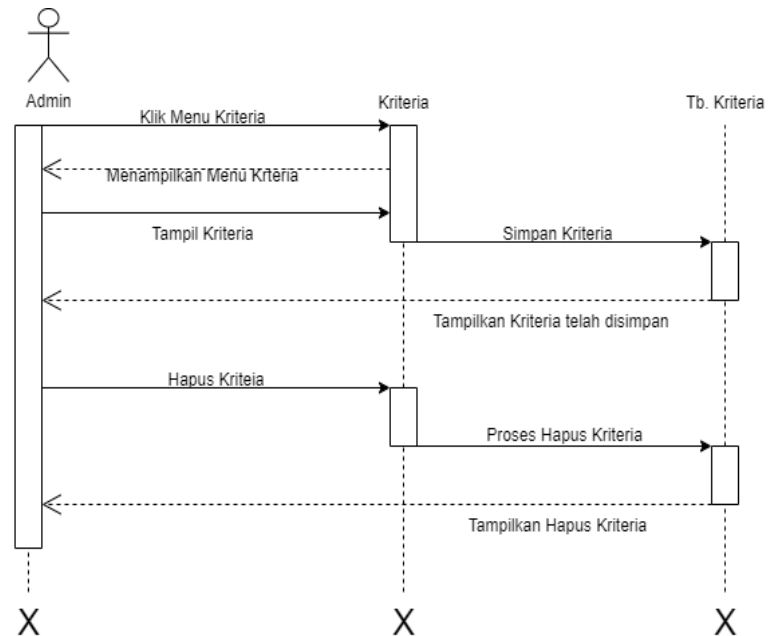 Admin
Kriteria
Tb. Kriteria
Klik Menu Kriteria
Menampilkan Menu Krteria
Tampil Kriteria
Simpan Kriteria
Tampilkan Kriteria telah disimpan
Hapus Kriteia
Proses Hapus Kriteria
Tampilkan Hapus Kriteria
X X X